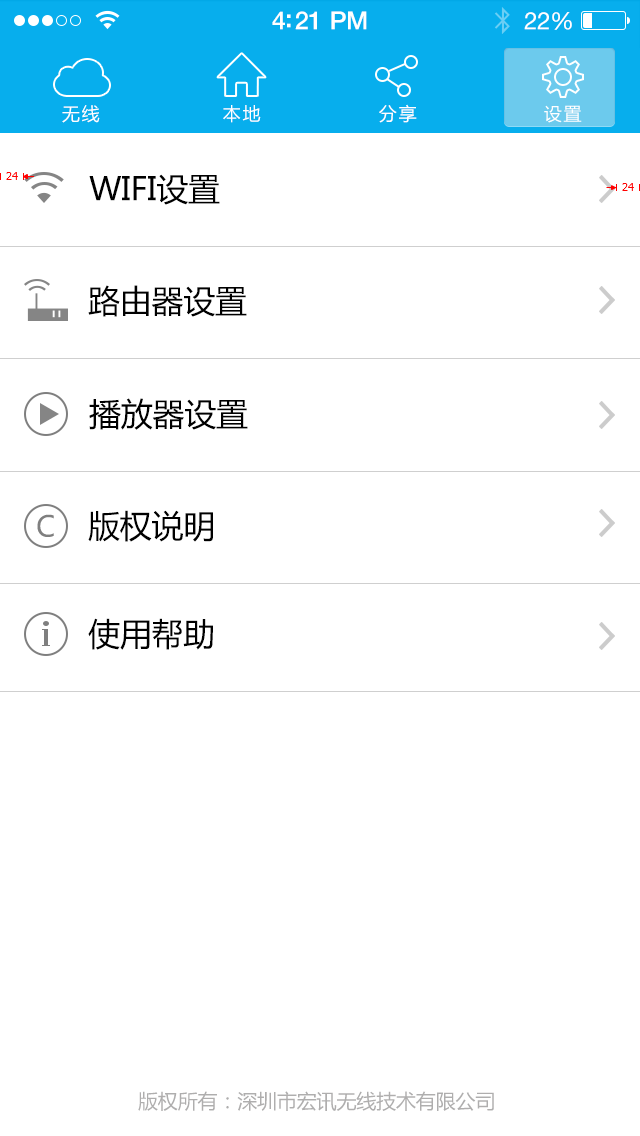 4:21 PM 22%
无线 本地 分享 设置
24 WIFI设置 24
路由器设置
播放器设置
C 版权说明
i 使用帮助
版权所有：深圳市宏讯无线技术有限公司